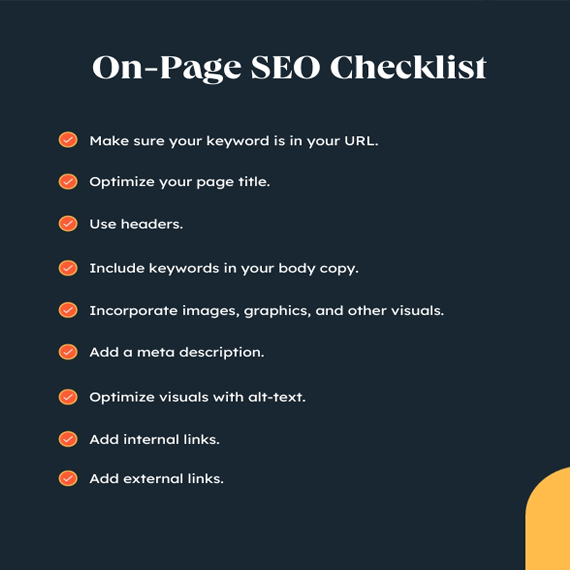 On-Page SEO Checklist
Make sure your keyword is in your URL.
Optimize your page title.
Use headers.
Include keywords in your body copy.
Incorporate images, graphics, and other visuals.
Add a meta description.
Optimize visuals with alt-text.
Add internal links.
Add external links.